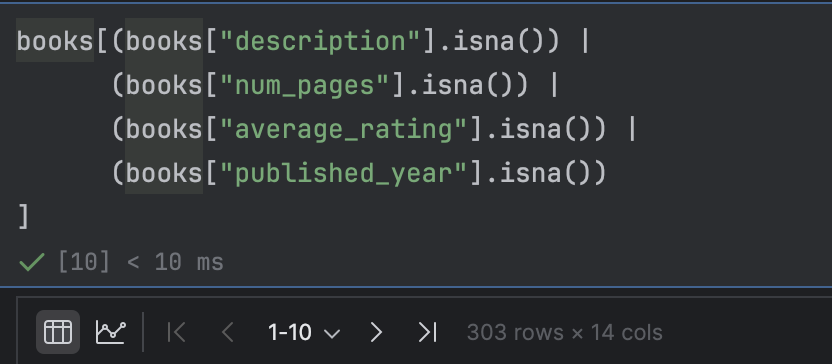 books[(books["description"].isna()) |
(books["num_pages"].isna()) |
(books["average_rating"].isna()) |
(books["published_year"].isna())
]
[10] < 10 ms
1-10 303 rows × 14 cols